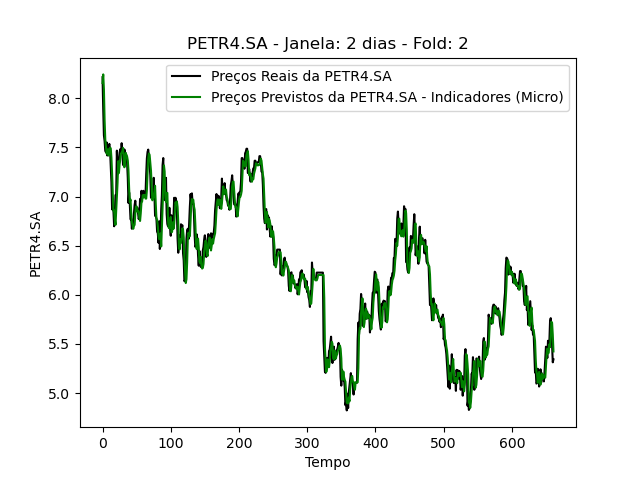 PETR4.SA - Janela: 2 dias - Fold: 2
Preços Reais da PETR4.SA
Preços Previstos da PETR4.SA - Indicadores (Micro)
PETR4.SA
8.0
7.5
7.0
6.5
6.0
5.5
5.0
0 100 200 300 400 500 600
Tempo